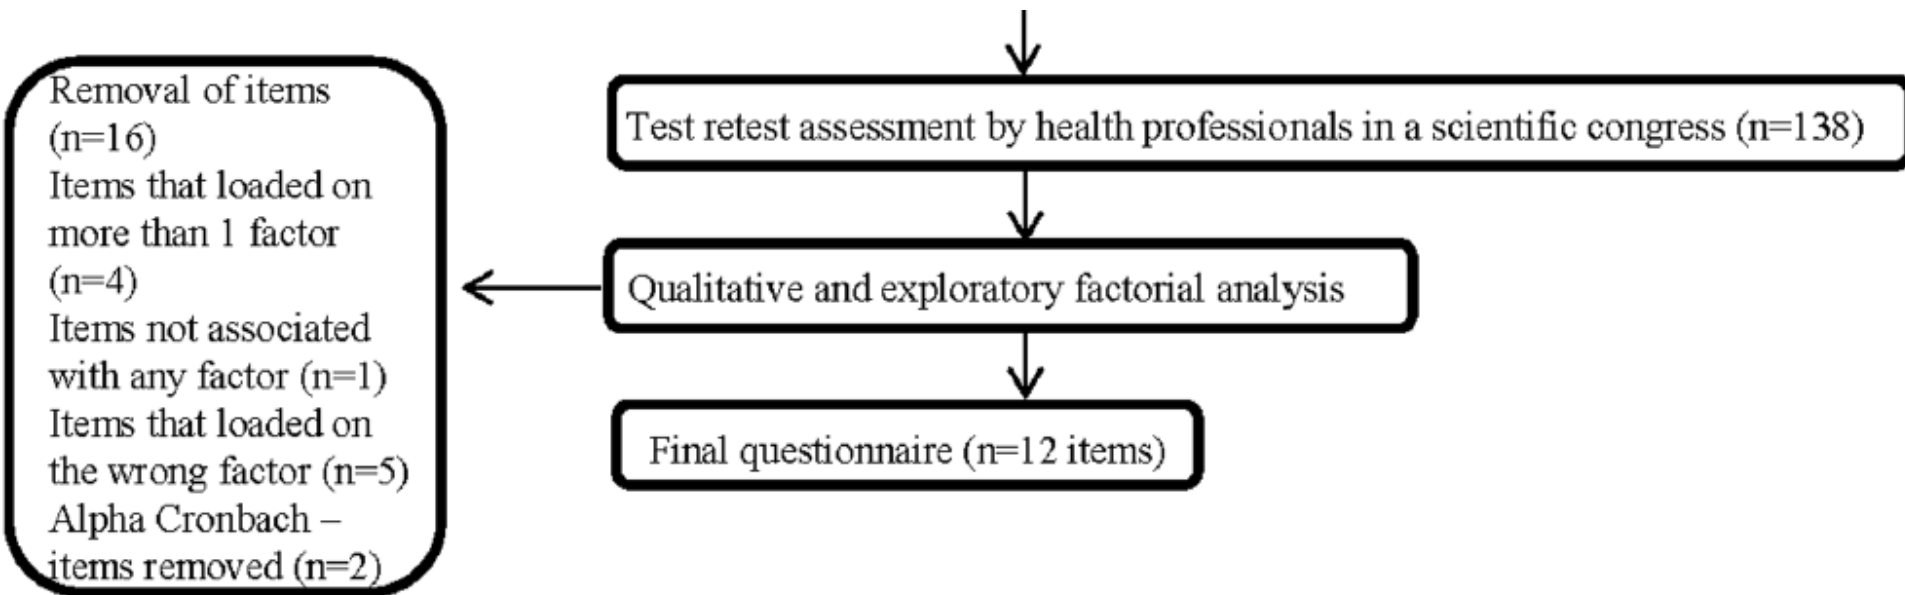 Removal of items
(n=16)
Items that loaded on
more than 1 factor
(n=4)
Items not associated
with any factor (n=1)
Items that loaded on
the wrong factor (n=5)
Alpha Cronbach –
items removed (n=2)
Test retest assessment by health professionals in a scientific congress (n=138)
Qualitative and exploratory factorial analysis
Final questionnaire (n=12 items)